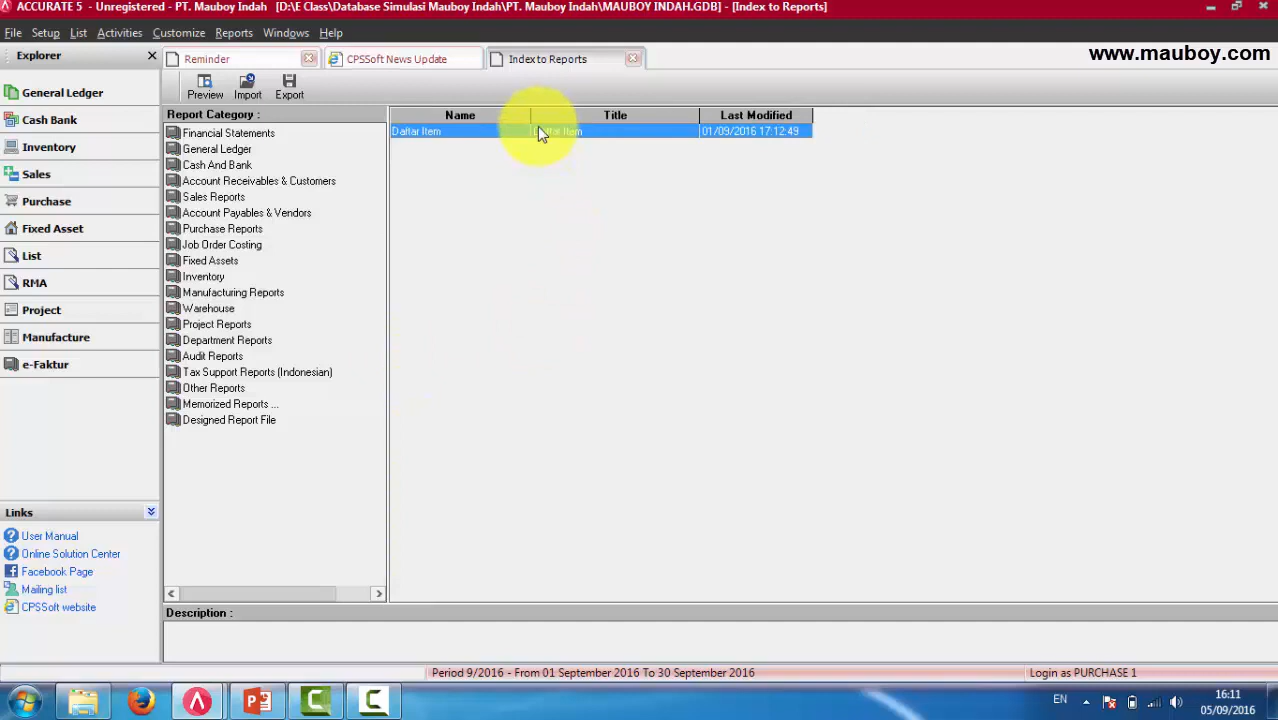 ACCURATE 5 - Unregistered - PT. Mauboy Indah [D:\E Class\Database Simulasi Mauboy Indah\PT. Mauboy Indah\MAUBOY INDAH.GDB] - [Index to Reports]
File Setup List Activities Customize Reports Windows Help
www.mauboy.com
Explorer
Reminder
CPSSoft News Update
Index to Reports
Preview Import Export
General Ledger
Cash Bank
Inventory
Sales
Purchase
Fixed Asset
List
RMA
Project
Manufacture
e-Faktur
Report Category :
Financial Statements
General Ledger
Cash And Bank
Account Receivables & Customers
Sales Reports
Account Payables & Vendors
Purchase Reports
Job Order Costing
Fixed Assets
Inventory
Manufacturing Reports
Warehouse
Project Reports
Department Reports
Audit Reports
Tax Support Reports (Indonesian)
Other Reports
Memorized Reports ...
Designed Report File
Name Title Last Modified
Daftar Item Daftar Item 01/09/2016 17:12:49
Links
User Manual
Online Solution Center
Facebook Page
Mailing list
CPSSoft website
Description :
Period 9/2016 - From 01 September 2016 To 30 September 2016
Login as PURCHASE 1
EN
16:11
05/09/2016